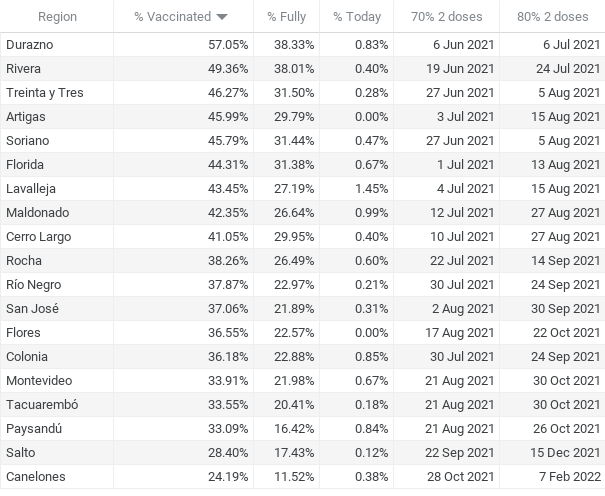 Region % Vaccinated % Fully % Today 70% 2 doses 80% 2 doses
Durazno 57.05% 38.33% 0.83% 6 Jun 2021 6 Jul 2021
Rivera 49.36% 38.01% 0.40% 19 Jun 2021 24 Jul 2021
Treinta y Tres 46.27% 31.50% 0.28% 27 Jun 2021 5 Aug 2021
Artigas 45.99% 29.79% 0.00% 3 Jul 2021 15 Aug 2021
Soriano 45.79% 31.44% 0.47% 27 Jun 2021 5 Aug 2021
Florida 44.31% 31.38% 0.67% 1 Jul 2021 13 Aug 2021
Lavalleja 43.45% 27.19% 1.45% 4 Jul 2021 15 Aug 2021
Maldonado 42.35% 26.64% 0.99% 12 Jul 2021 27 Aug 2021
Cerro Largo 41.05% 29.95% 0.40% 10 Jul 2021 27 Aug 2021
Rocha 38.26% 26.49% 0.60% 22 Jul 2021 14 Sep 2021
Río Negro 37.87% 22.97% 0.21% 30 Jul 2021 24 Sep 2021
San José 37.06% 21.89% 0.31% 2 Aug 2021 30 Sep 2021
Flores 36.55% 22.57% 0.00% 17 Aug 2021 22 Oct 2021
Colonia 36.18% 22.88% 0.85% 30 Jul 2021 24 Sep 2021
Montevideo 33.91% 21.98% 0.67% 21 Aug 2021 30 Oct 2021
Tacuarembó 33.55% 20.41% 0.18% 21 Aug 2021 30 Oct 2021
Paysandú 33.09% 16.42% 0.84% 21 Aug 2021 26 Oct 2021
Salto 28.40% 17.43% 0.12% 22 Sep 2021 15 Dec 2021
Canelones 24.19% 11.52% 0.38% 28 Oct 2021 7 Feb 2022